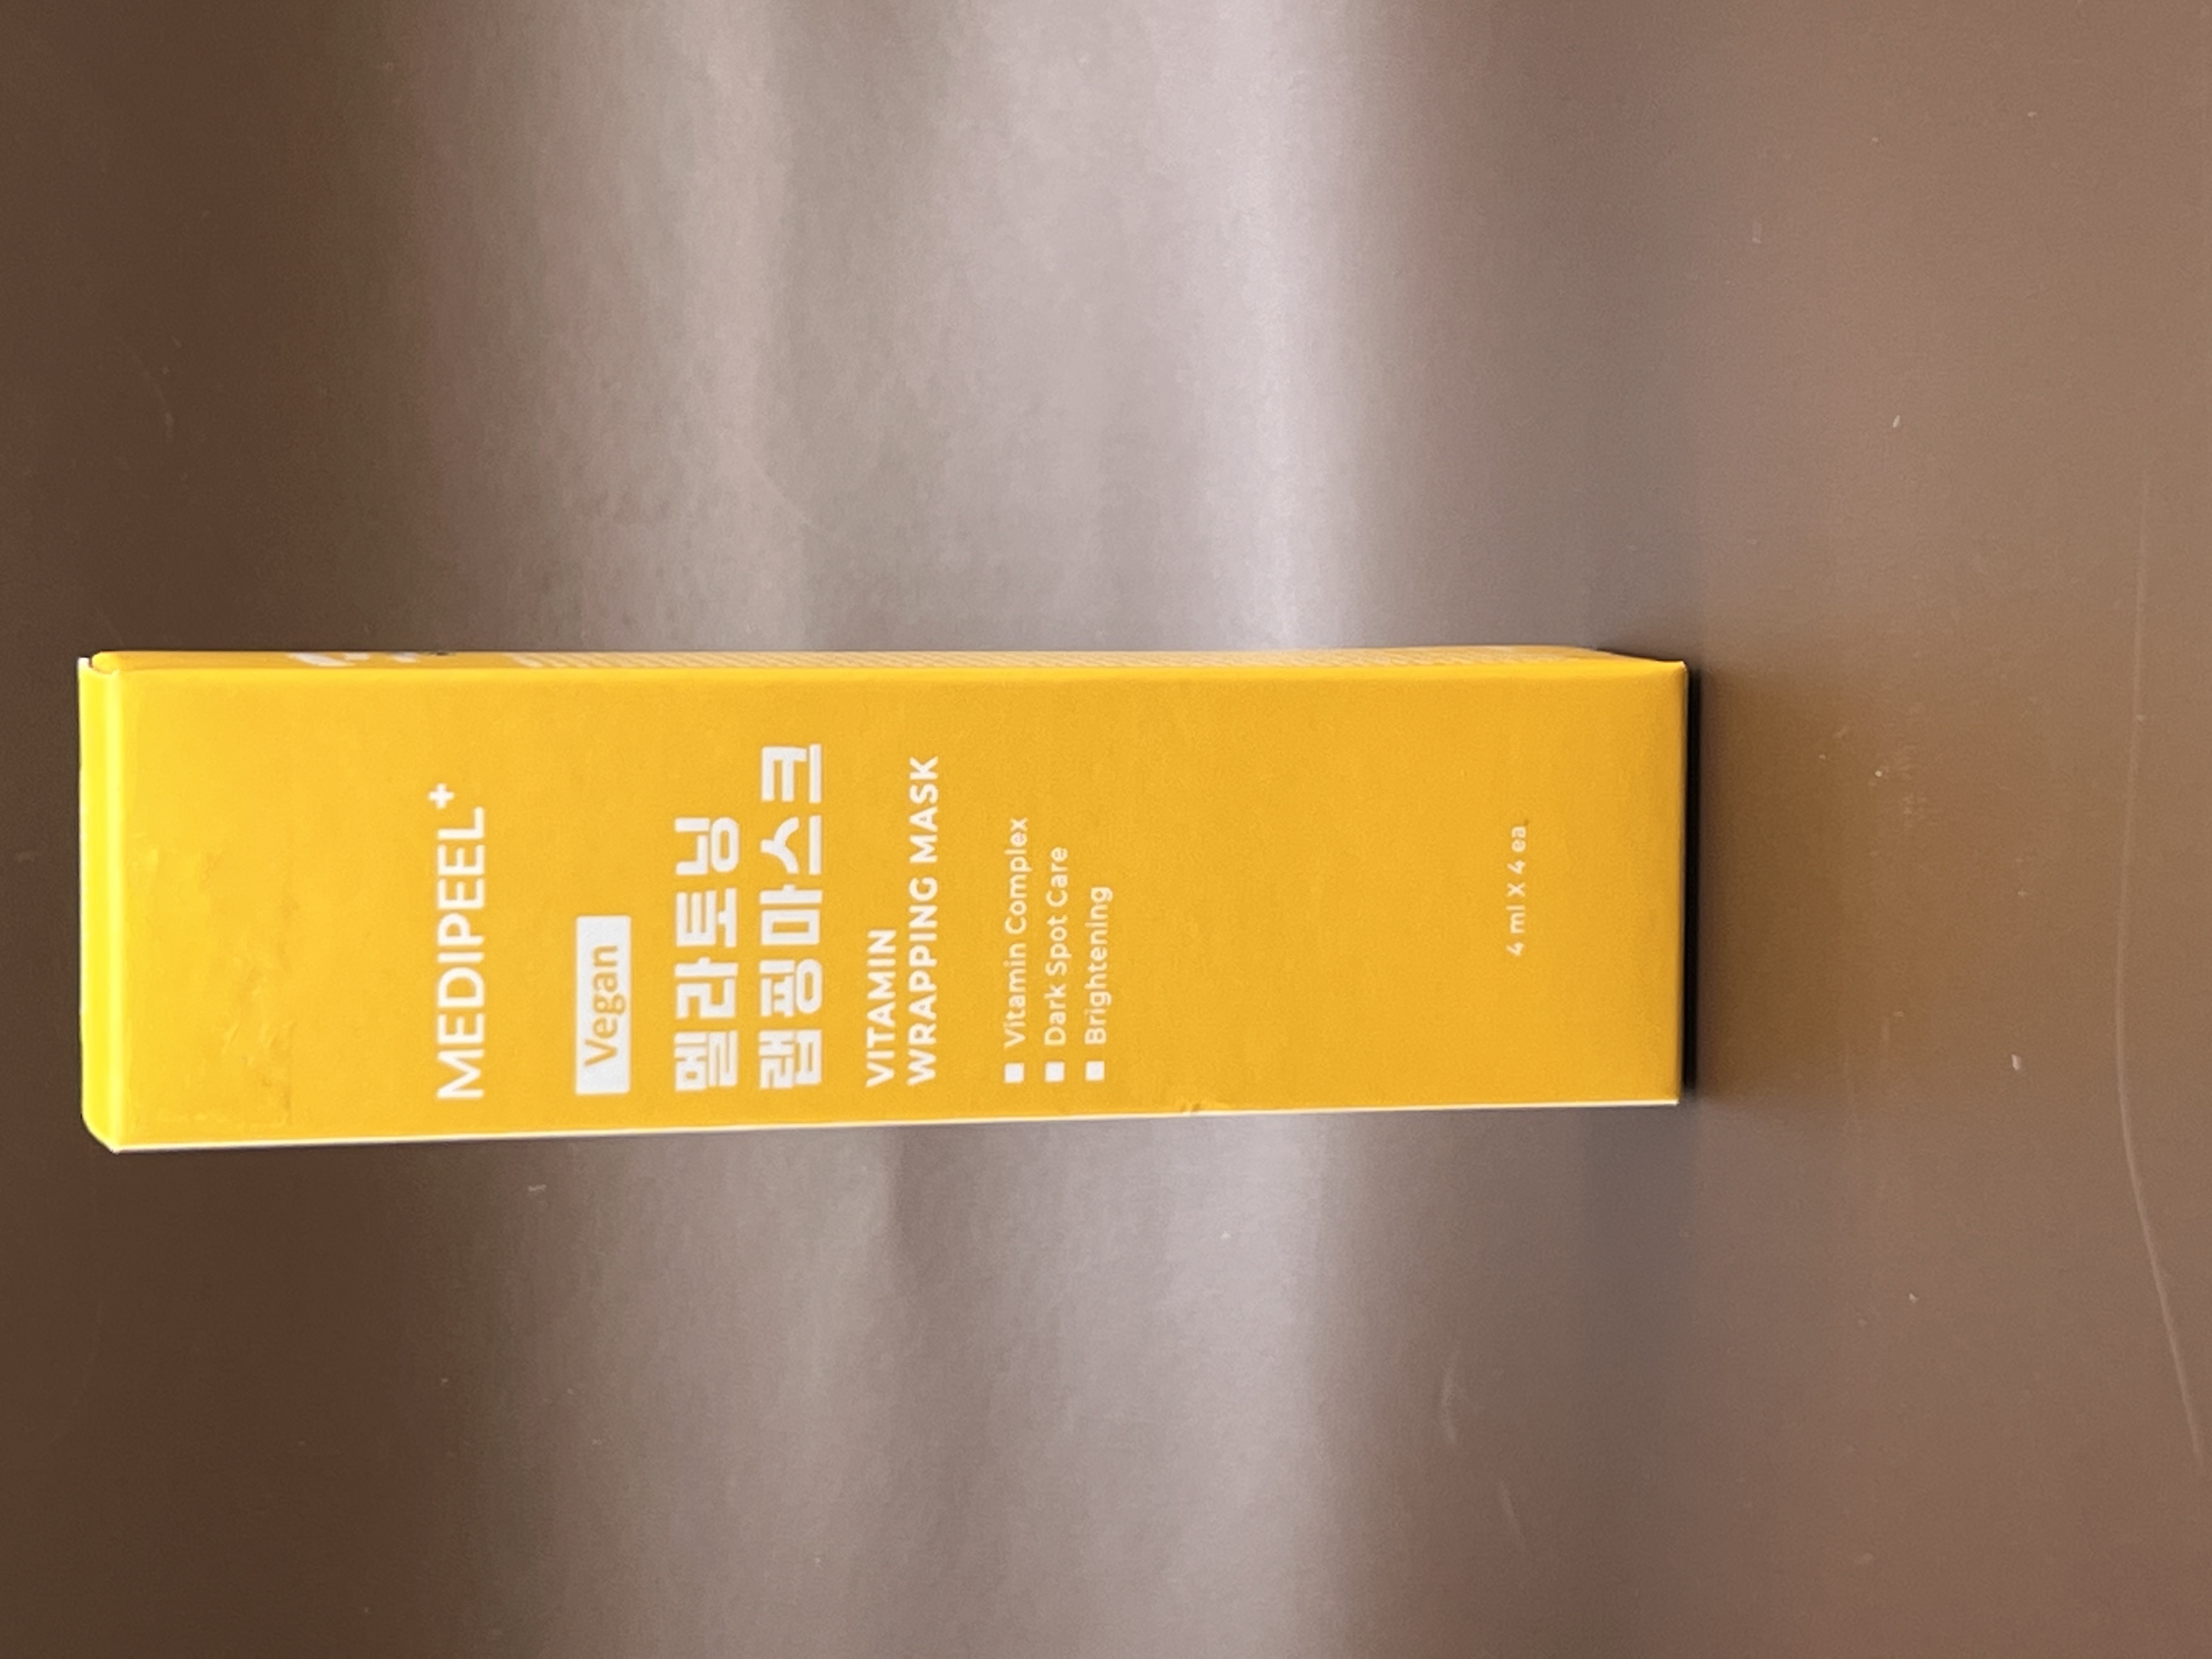 MEDIPEEL+
Vegan
멜라토닝
랩핑마스크
VITAMIN
WRAPPING MASK
■ Vitamin Complex
■ Dark Spot Care
■ Brightening
4 ml X 4 ea